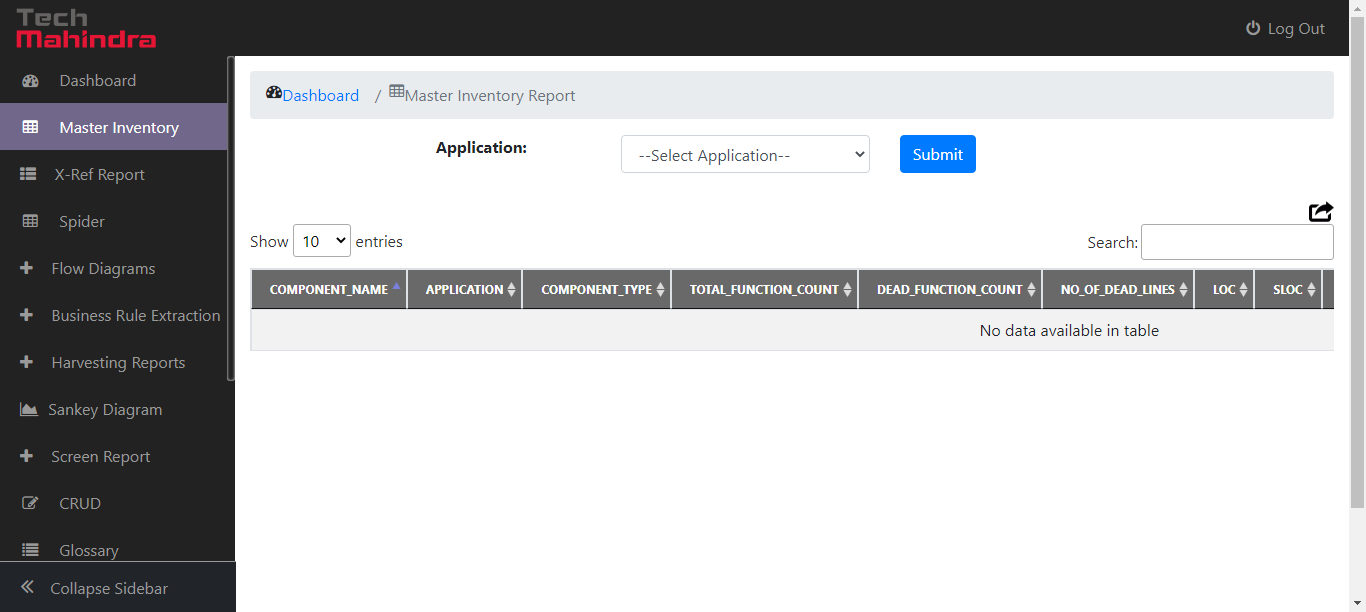 Tech
Mahindra
Log Out
Dashboard
Master Inventory
X-Ref Report
Spider
Flow Diagrams
Business Rule Extraction
Harvesting Reports
Sankey Diagram
Screen Report
CRUD
Glossary
Collapse Sidebar
Dashboard / Master Inventory Report
Application: --Select Application-- Submit
Show 10 entries Search:
COMPONENT_NAME APPLICATION COMPONENT_TYPE TOTAL_FUNCTION_COUNT DEAD_FUNCTION_COUNT NO_OF_DEAD_LINES LOC SLOC
No data available in table